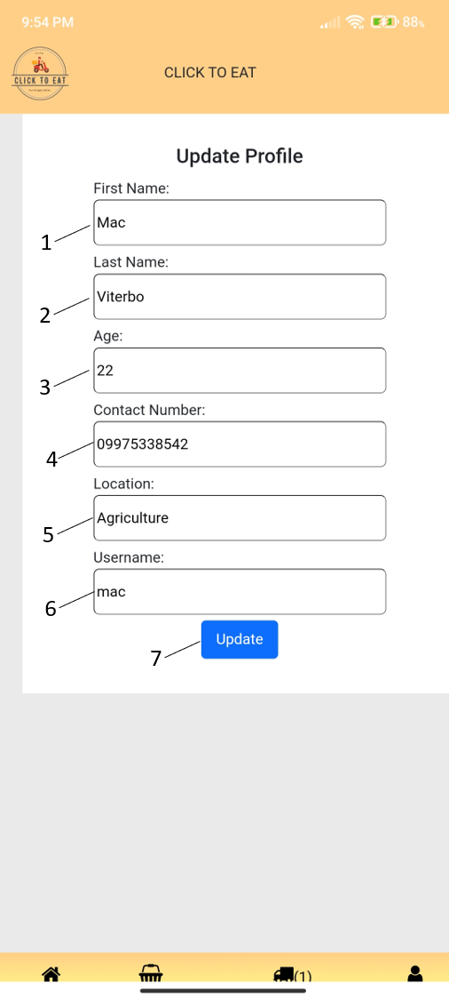 9:54 PM 88%
CLICK TO EAT
CLICK TO EAT
Update Profile
First Name:
1 Mac
Last Name:
2 Viterbo
Age:
3 22
Contact Number:
4 09975338542
Location:
5 Agriculture
Username:
6 mac
7 Update
(1)